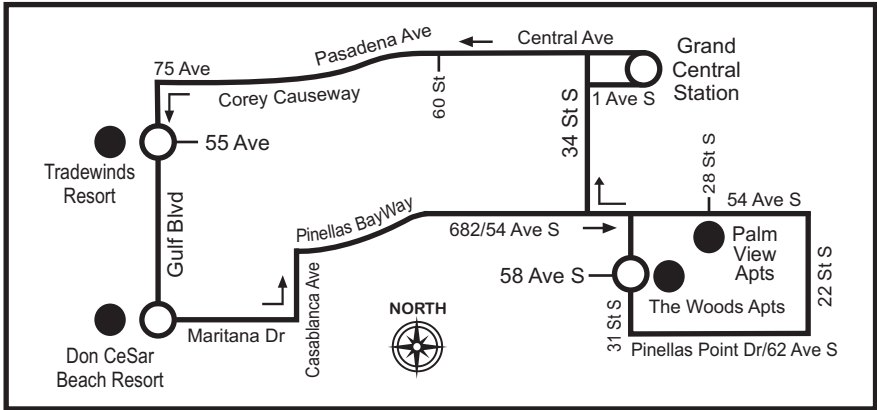 Pasadena Ave
Central Ave
Grand
Central
Station
75 Ave
Corey Causeway
60 St
1 Ave S
34 St S
55 Ave
Tradewinds
Resort
28 St S
54 Ave S
Gulf Blvd
Pinellas BayWay
682/54 Ave S
Palm
View
Apts
22 St S
58 Ave S
The Woods Apts
NORTH
Casablanca Ave
Maritana Dr
31 St S
Don CeSar
Beach Resort
Pinellas Point Dr/62 Ave S